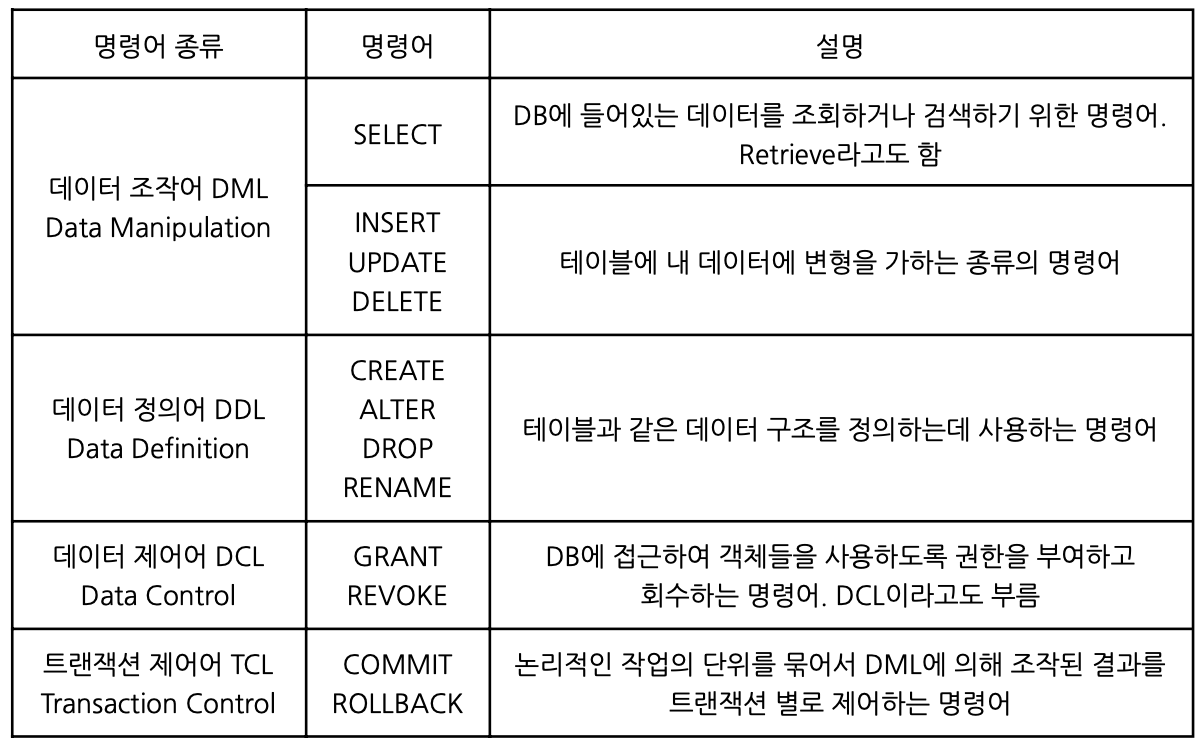 명령어 종류
명령어
설명
데이터 조작어 DML
Data Manipulation
SELECT
DB에 들어있는 데이터를 조회하거나 검색하기 위한 명령어.
Retrieve라고도 함
INSERT
UPDATE
DELETE
테이블에 내 데이터에 변형을 가하는 종류의 명령어
데이터 정의어 DDL
Data Definition
CREATE
ALTER
DROP
RENAME
테이블과 같은 데이터 구조를 정의하는데 사용하는 명령어
데이터 제어어 DCL
Data Control
GRANT
REVOKE
DB에 접근하여 객체들을 사용하도록 권한을 부여하고
회수하는 명령어. DCL이라고도 부름
트랜잭션 제어어 TCL
Transaction Control
COMMIT
ROLLBACK
논리적인 작업의 단위를 묶어서 DML에 의해 조작된 결과를
트랜잭션 별로 제어하는 명령어